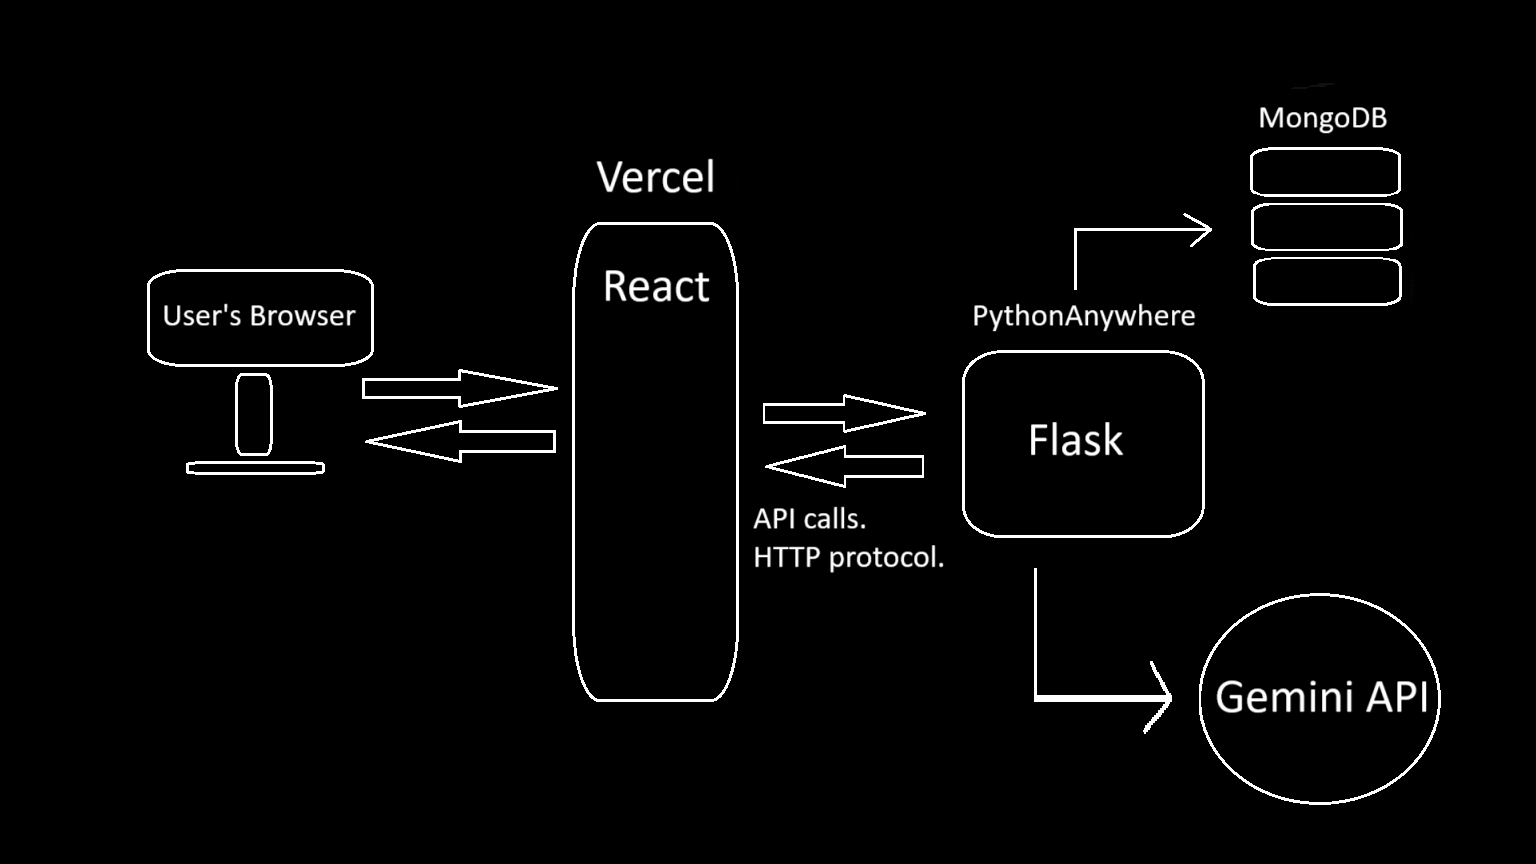 MongoDB
Vercel
React
User's Browser
PythonAnywhere
Flask
API calls.
HTTP protocol.
Gemini API